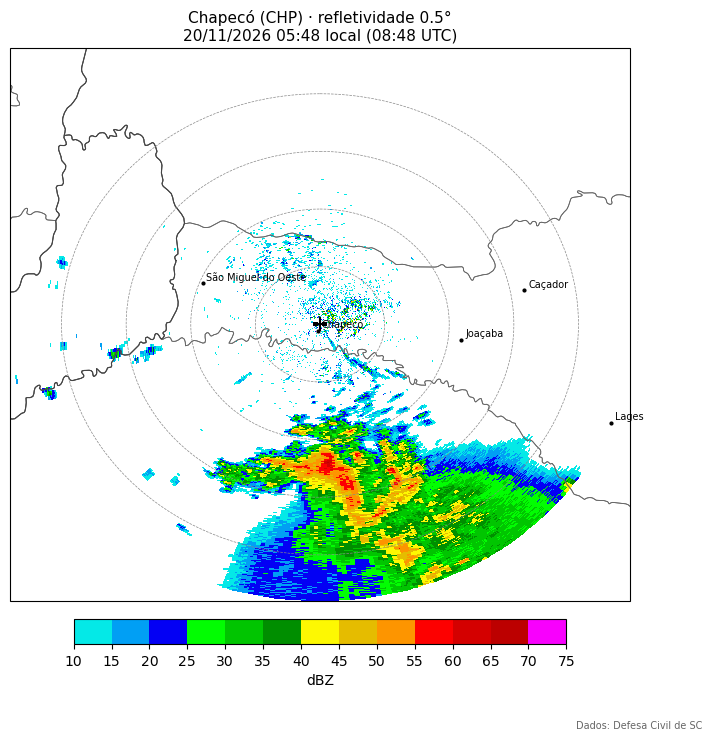 Chapecó (CHP) · refletividade 0.5°
20/11/2026 05:48 local (08:48 UTC)
São Miguel do Oeste
Caçador
Chapecó
Joaçaba
Lages
10 15 20 25 30 35 40 45 50 55 60 65 70 75
dBZ
Dados: Defesa Civil de SC